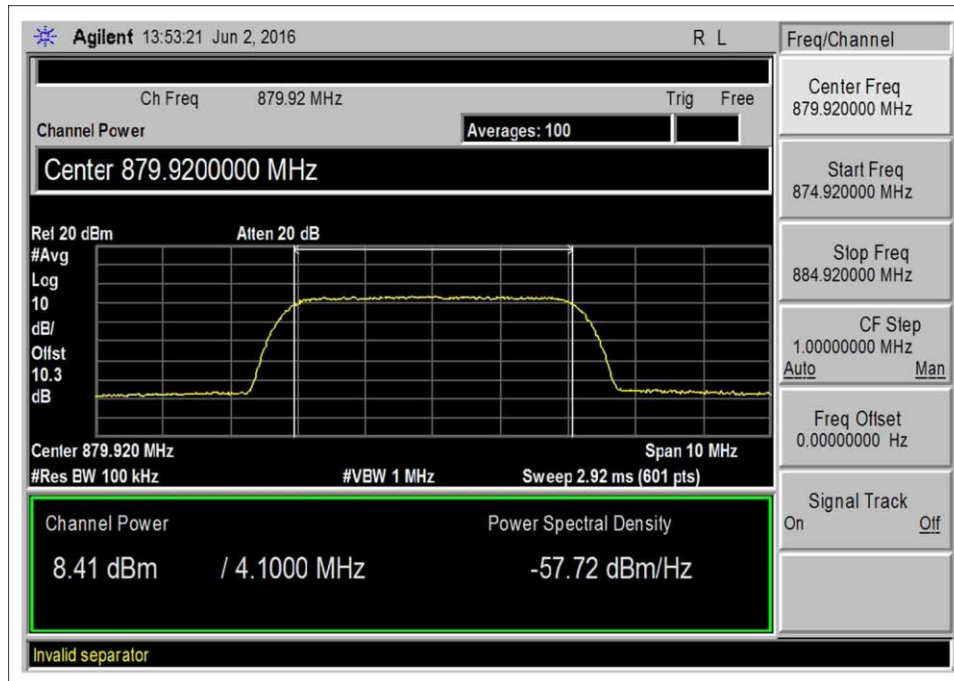 Agilent 13:53:21 Jun 2, 2016 R L
Freq/Channel
Ch Freq 879.92 MHz Trig Free
Channel Power Averages: 100
Center 879.9200000 MHz
Ref 20 dBm Atten 20 dB
#Avg
Log
10
dB/
Offst
10.3
dB
Center 879.920 MHz Span 10 MHz
#Res BW 100 kHz #VBW 1 MHz Sweep 2.92 ms (601 pts)
Channel Power Power Spectral Density
8.41 dBm / 4.1000 MHz -57.72 dBm/Hz
Invalid separator
Center Freq
879.920000 MHz
Start Freq
874.920000 MHz
Stop Freq
884.920000 MHz
CF Step
1.00000000 MHz
Auto Man
Freq Offset
0.00000000 Hz
Signal Track
On Off